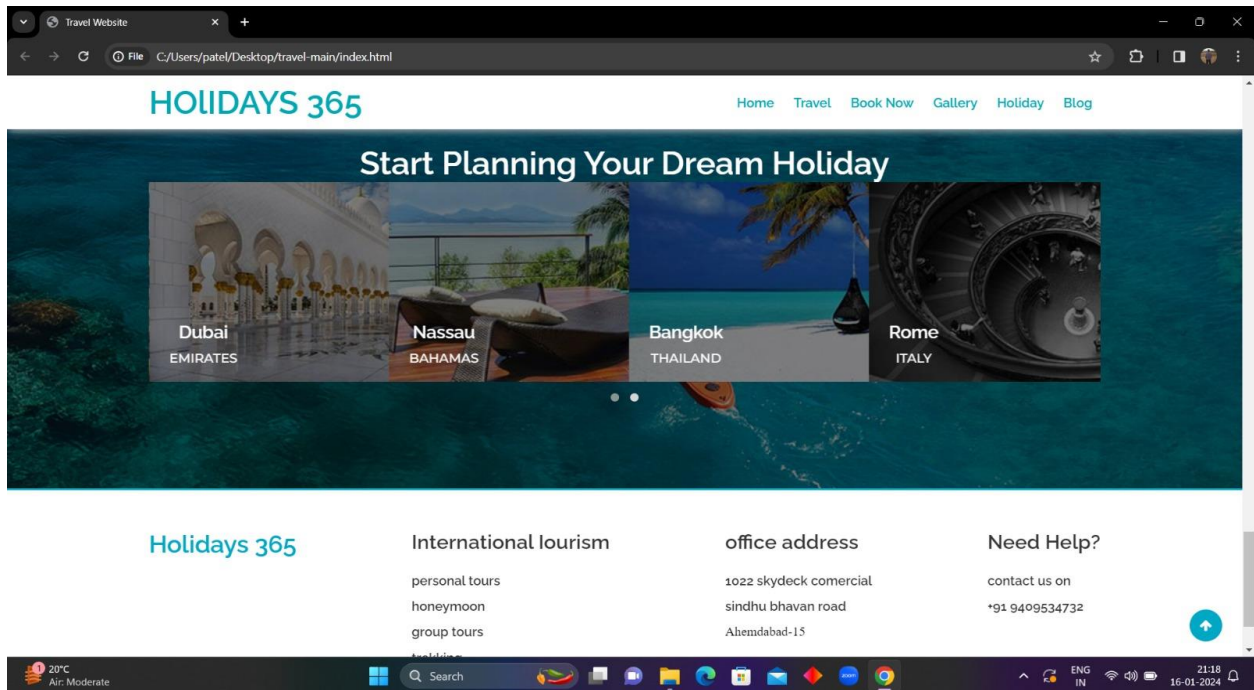 Travel Website
File C:/Users/patel/Desktop/travel-main/index.html
HOlIDAYS 365
Home Travel Book Now Gallery Holiday Blog
Start Planning Your Dream Holiday
Dubai
EMIRATES
Nassau
BAHAMAS
Bangkok
THAILAND
Rome
ITALY
Holidays 365
International lourism
personal tours
honeymoon
group tours
office address
1022 skydeck comercial
sindhu bhavan road
Ahemdabad-15
Need Help?
contact us on
+91 9409534732
1
20°C
Air: Moderate
Search
zoom
ENG
IN
21:18
16-01-2024